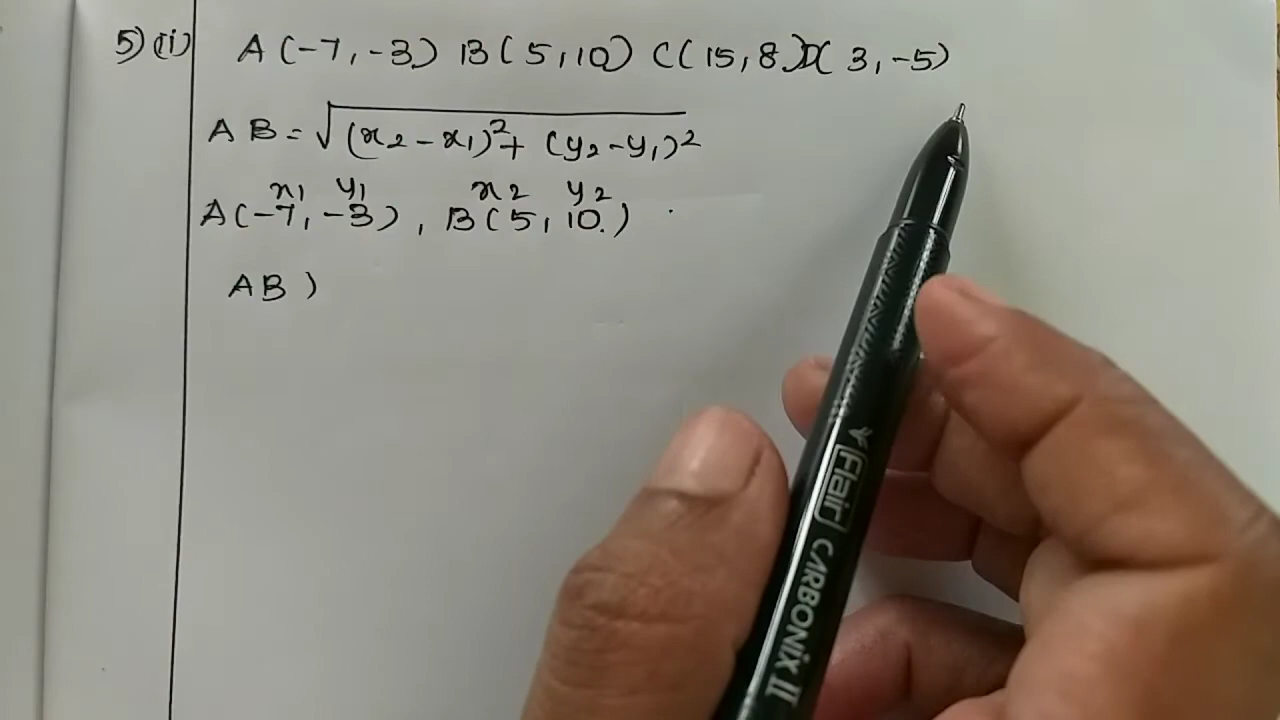 5) (i) A (-7, -3) B (5, 10) C (15, 8) D( 3, -5)
AB = √(x₂ - x₁)² + (y₂ - y₁)²
x₁ y₁ x₂ y₂
A(-7, -3), B (5, 10.)
AB )
Flair CARBONIX II